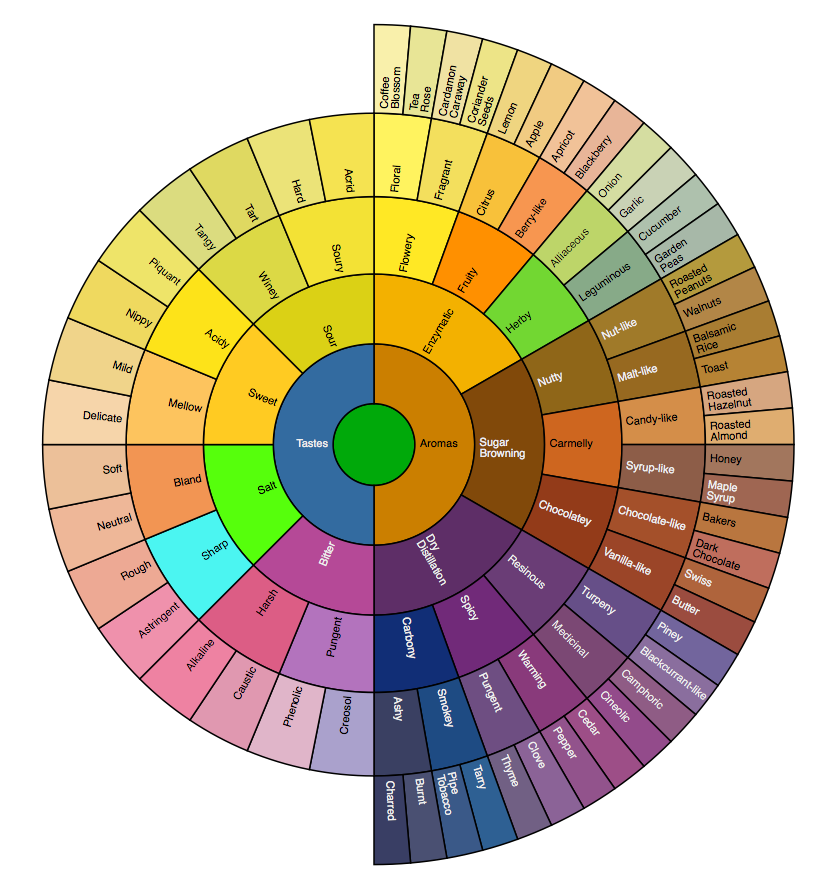 Tastes
Aromas
Sour
Sweet
Salt
Bitter
Enzymatic
Sugar
Browning
Dry
Distillation
Soury
Winey
Acidy
Mellow
Bland
Sharp
Harsh
Pungent
Flowery
Fruity
Herby
Nutty
Carmelly
Chocolatey
Resinous
Spicy
Carbony
Acrid
Hard
Tart
Tangy
Piquant
Nippy
Mild
Delicate
Soft
Neutral
Rough
Astringent
Alkaline
Caustic
Phenolic
Creosol
Floral
Fragrant
Citrus
Berry-like
Alliaceous
Leguminous
Nut-like
Malt-like
Candy-like
Syrup-like
Chocolate-like
Vanilla-like
Turpeny
Medicinal
Warming
Pungent
Smokey
Ashy
Coffee
Blossom
Tea
Rose
Cardamon
Caraway
Coriander
Seeds
Lemon
Apple
Apricot
Blackberry
Onion
Garlic
Cucumber
Garden
Peas
Roasted
Peanuts
Walnuts
Balsamic
Rice
Toast
Roasted
Hazelnut
Roasted
Almond
Honey
Maple
Syrup
Bakers
Dark
Chocolate
Swiss
Butter
Piney
Blackcurrant-like
Camphoric
Cineolic
Cedar
Pepper
Clove
Thyme
Tarry
Pipe
Tobacco
Burnt
Charred